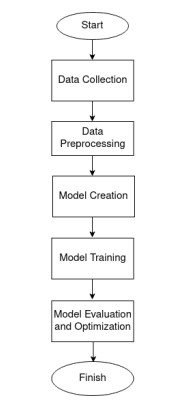 Start
Data Collection
Data
Preprocessing
Model Creation
Model Training
Model Evaluation
and Optimization
Finish